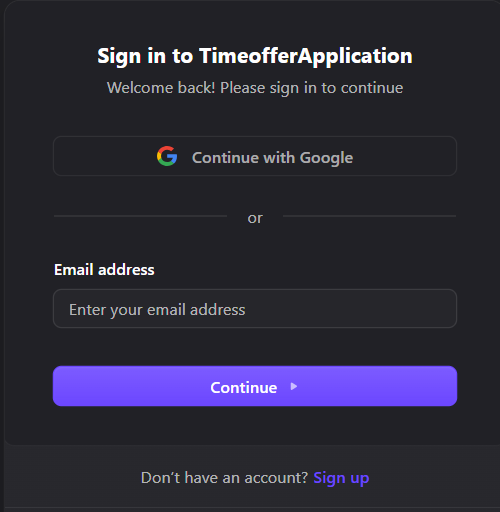 Sign in to TimeofferApplication
Welcome back! Please sign in to continue
Continue with Google
or
Email address
Enter your email address
Continue
Don’t have an account? Sign up